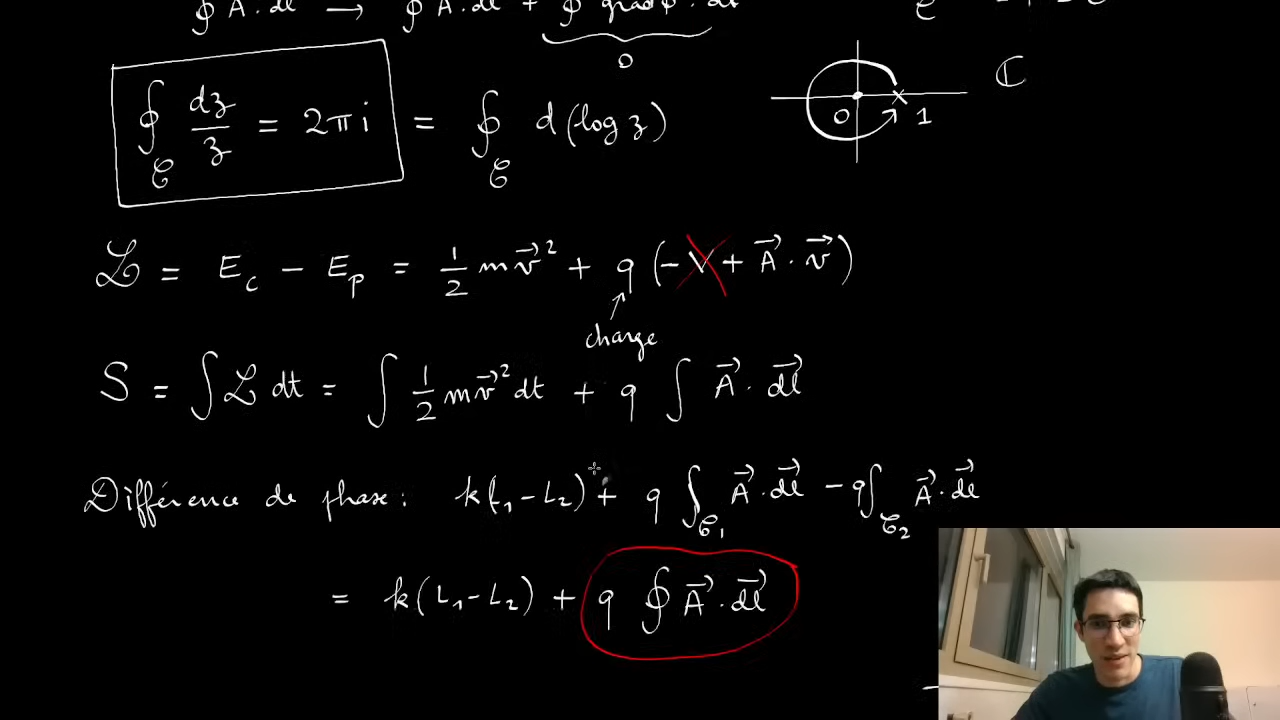 ∮ A⃗·dl⃗ → ∮ A⃗·dl⃗ + ∮ grad φ·dl⃗
0
∮_𝒞 dz/z = 2πi = ∮_𝒞 d(log z)
0 1 ℂ
ℒ = E_c − E_p = 1/2 m v⃗² + q (−V + A⃗·v⃗)
charge
S = ∫ ℒ dt = ∫ 1/2 m v⃗² dt + q ∫ A⃗·dl⃗
Différence de phase : k(L₁ − L₂) + q ∫_𝒞₁ A⃗·dl⃗ − q ∫_𝒞₂ A⃗·dl⃗
= k(L₁ − L₂) + q ∮ A⃗·dl⃗